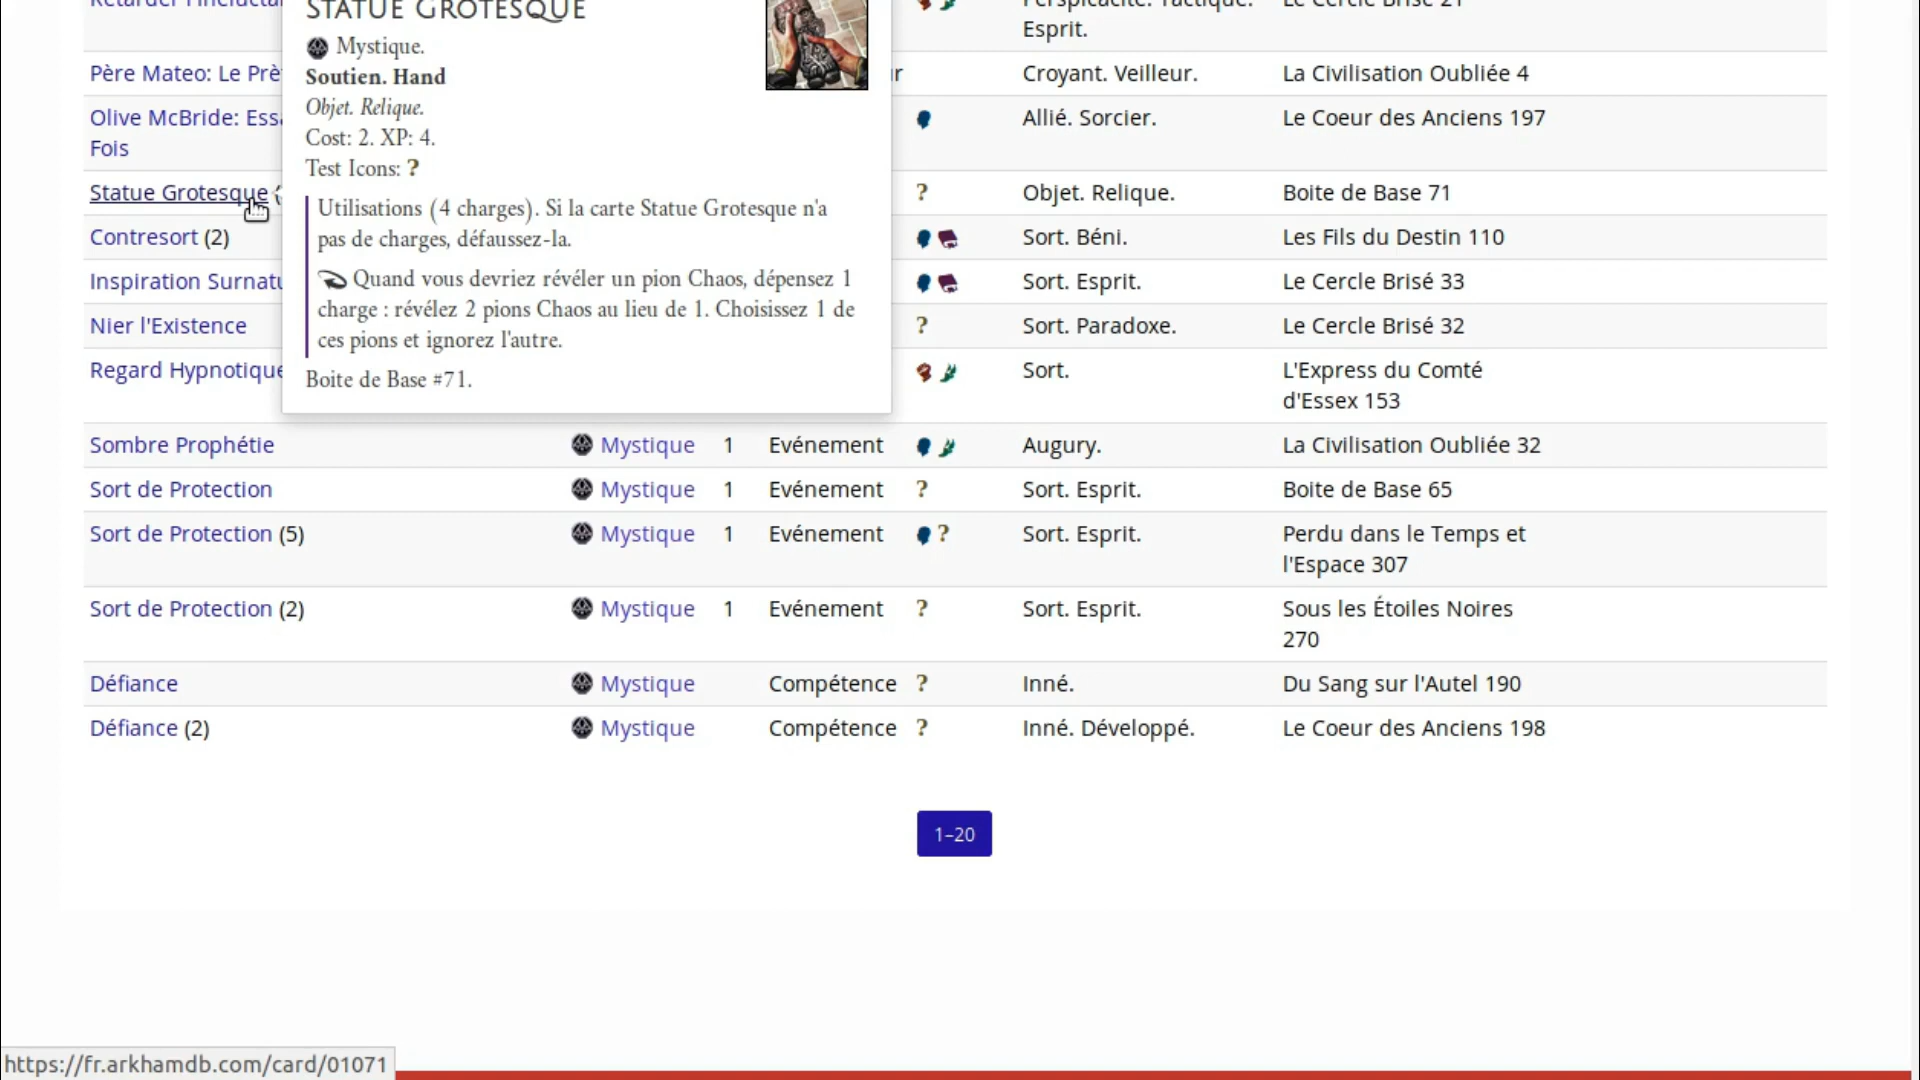 STATUE GROTESQUE
Mystique.
Soutien. Hand
Objet. Relique.
Cost: 2. XP: 4.
Test Icons: ?
Utilisations (4 charges). Si la carte Statue Grotesque n'a
pas de charges, défaussez-la.
Quand vous devriez révéler un pion Chaos, dépensez 1
charge : révélez 2 pions Chaos au lieu de 1. Choisissez 1 de
ces pions et ignorez l'autre.
Boite de Base #71.
Perspicacité. Tactique. Le Cercle Brisé 21
Esprit.
Père Mateo: Le Croyant. Veilleur. La Civilisation Oubliée 4
Olive McBride: Allié. Sorcier. Le Coeur des Anciens 197
Fois
Statue Grotesque ? Objet. Relique. Boite de Base 71
Contresort (2) Sort. Béni. Les Fils du Destin 110
Inspiration Sort. Esprit. Le Cercle Brisé 33
Nier l'Existence ? Sort. Paradoxe. Le Cercle Brisé 32
Regard Hypnotique Sort. L'Express du Comté
d'Essex 153
Sombre Prophétie Mystique 1 Evénement Augury. La Civilisation Oubliée 32
Sort de Protection Mystique 1 Evénement ? Sort. Esprit. Boite de Base 65
Sort de Protection (5) Mystique 1 Evénement ? Sort. Esprit. Perdu dans le Temps et
l'Espace 307
Sort de Protection (2) Mystique 1 Evénement ? Sort. Esprit. Sous les Étoiles Noires
270
Défiance Mystique Compétence ? Inné. Du Sang sur l'Autel 190
Défiance (2) Mystique Compétence ? Inné. Développé. Le Coeur des Anciens 198
1–20
https://fr.arkhamdb.com/card/01071